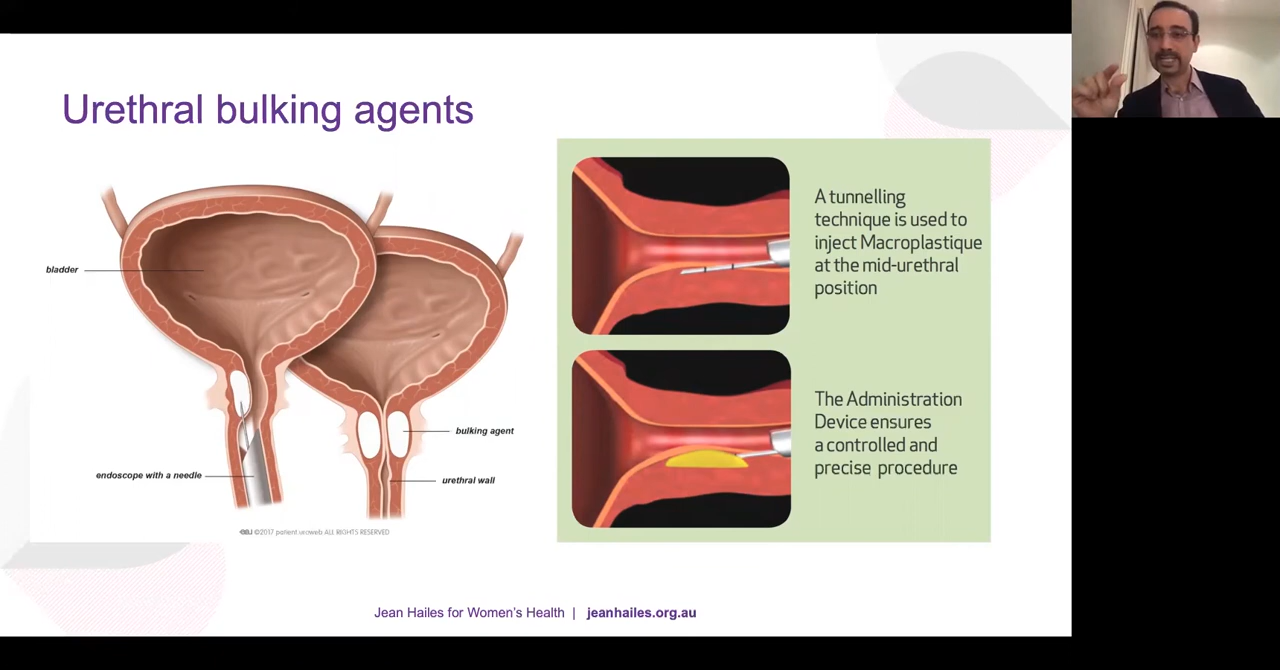 Urethral bulking agents
bladder
endoscope with a needle
bulking agent
urethral wall
eau ©2017 patient uroweb ALL RIGHTS RESERVED
A tunnelling
technique is used to
inject Macroplastique
at the mid-urethral
position
The Administration
Device ensures
a controlled and
precise procedure
Jean Hailes for Women's Health | jeanhailes.org.au